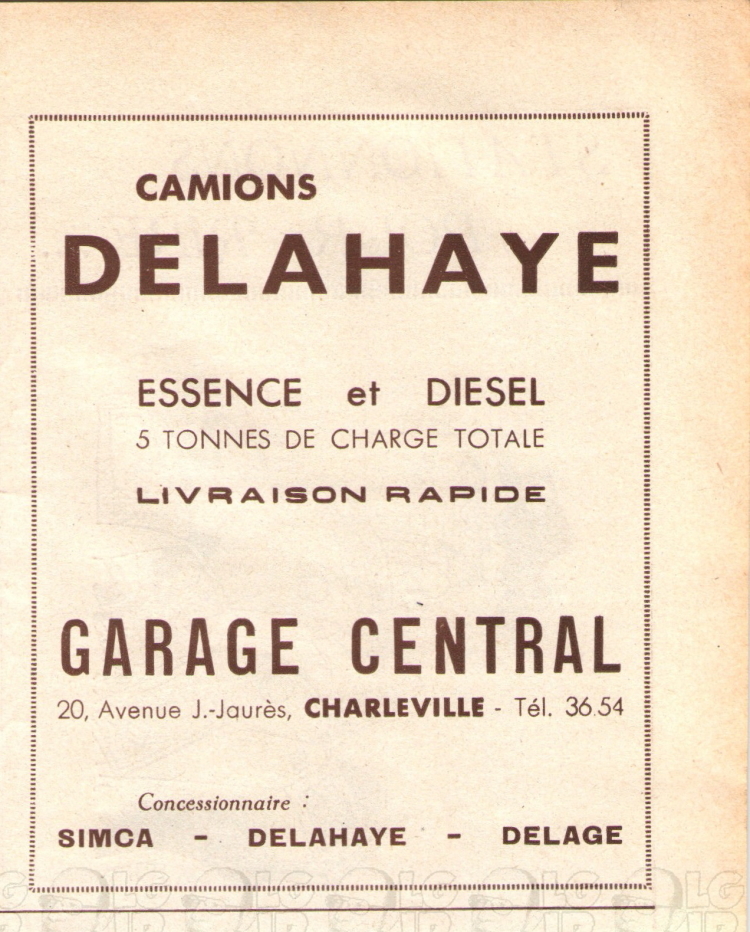 CAMIONS
DELAHAYE
ESSENCE et DIESEL
5 TONNES DE CHARGE TOTALE
LIVRAISON RAPIDE
GARAGE CENTRAL
20, Avenue J.-Jaurès, CHARLEVILLE - Tél. 36.54
Concessionnaire :
SIMCA - DELAHAYE - DELAGE